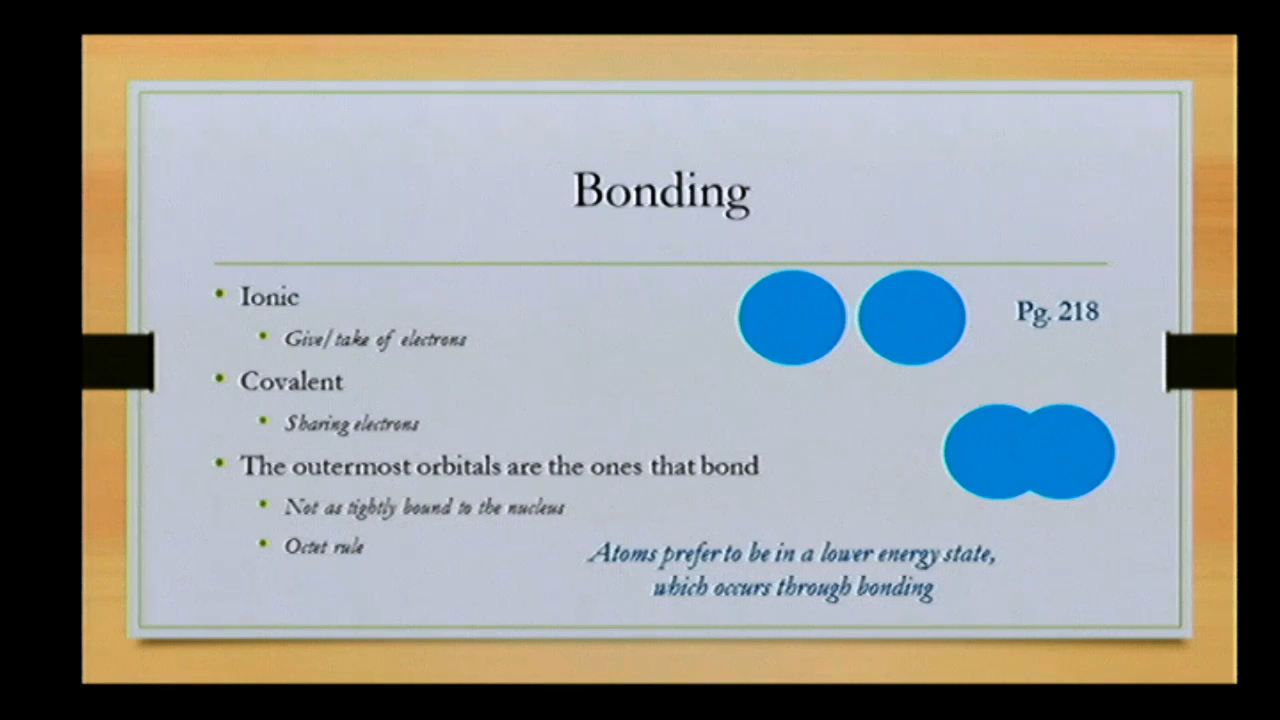 Bonding
• Ionic
• Give/take of electrons
Pg. 218
• Covalent
• Sharing electrons
• The outermost orbitals are the ones that bond
• Not as tightly bound to the nucleus
• Octet rule
Atoms prefer to be in a lower energy state,
which occurs through bonding